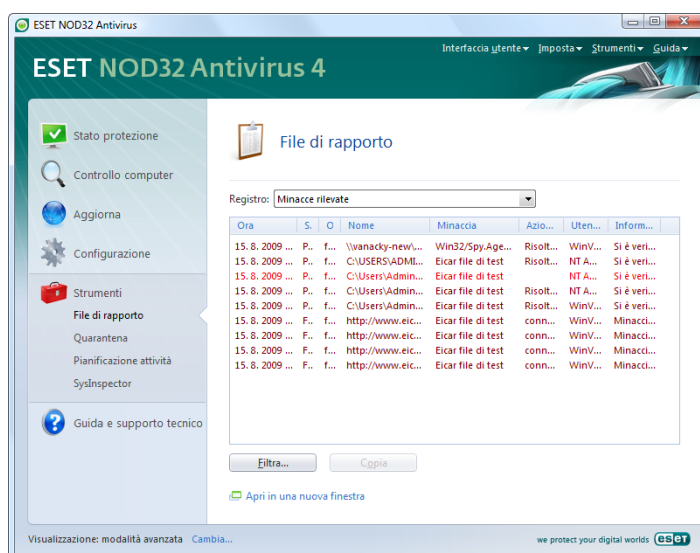 ESET NOD32 Antivirus
ESET NOD32 Antivirus 4
Interfaccia utente Imposta Strumenti Guida
Stato protezione
Controllo computer
Aggiorna
Configurazione
Strumenti
File di rapporto
Quarantena
Pianificazione attività
SysInspector
Guida e supporto tecnico
File di rapporto
Registro: Minacce rilevate
Ora S. O Nome Minaccia Azio... Uten... Inform...
15. 8. 2009 ... P.. f... \\vanacky-new\... Win32/Spy.Age... Risolt... WinV... Si è veri...
15. 8. 2009 ... P.. f... C:\USERS\ADMI... Eicar file di test Risolt... NT A... Si è veri...
15. 8. 2009 ... P.. f... C:\Users\Admin... Eicar file di test NT A... Si è veri...
15. 8. 2009 ... P.. f... C:\Users\Admin... Eicar file di test NT A... Si è veri...
15. 8. 2009 ... P.. f... C:\Users\Admin... Eicar file di test Risolt... WinV... Si è veri...
15. 8. 2009 ... F.. f... http://www.eic... Eicar file di test conn... WinV... Minacci...
15. 8. 2009 ... F.. f... http://www.eic... Eicar file di test conn... WinV... Minacci...
15. 8. 2009 ... F.. f... http://www.eic... Eicar file di test conn... WinV... Minacci...
15. 8. 2009 ... F.. f... http://www.eic... Eicar file di test conn... WinV... Minacci...
Filtra... Copia
Apri in una nuova finestra
Visualizzazione: modalità avanzata Cambia...
we protect your digital worlds eset